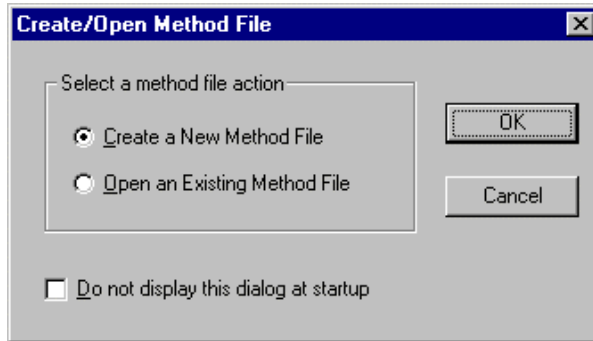 Create/Open Method File
Select a method file action
Create a New Method File
Open an Existing Method File
OK
Cancel
Do not display this dialog at startup